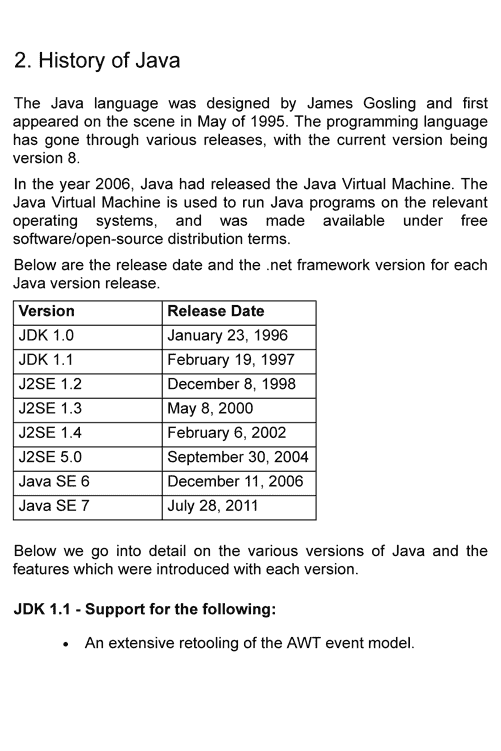 2. History of Java
The Java language was designed by James Gosling and first
appeared on the scene in May of 1995. The programming language
has gone through various releases, with the current version being
version 8.
In the year 2006, Java had released the Java Virtual Machine. The
Java Virtual Machine is used to run Java programs on the relevant
operating systems, and was made available under free
software/open-source distribution terms.
Below are the release date and the .net framework version for each
Java version release.
Version Release Date
JDK 1.0 January 23, 1996
JDK 1.1 February 19, 1997
J2SE 1.2 December 8, 1998
J2SE 1.3 May 8, 2000
J2SE 1.4 February 6, 2002
J2SE 5.0 September 30, 2004
Java SE 6 December 11, 2006
Java SE 7 July 28, 2011
Below we go into detail on the various versions of Java and the
features which were introduced with each version.
JDK 1.1 - Support for the following:
• An extensive retooling of the AWT event model.